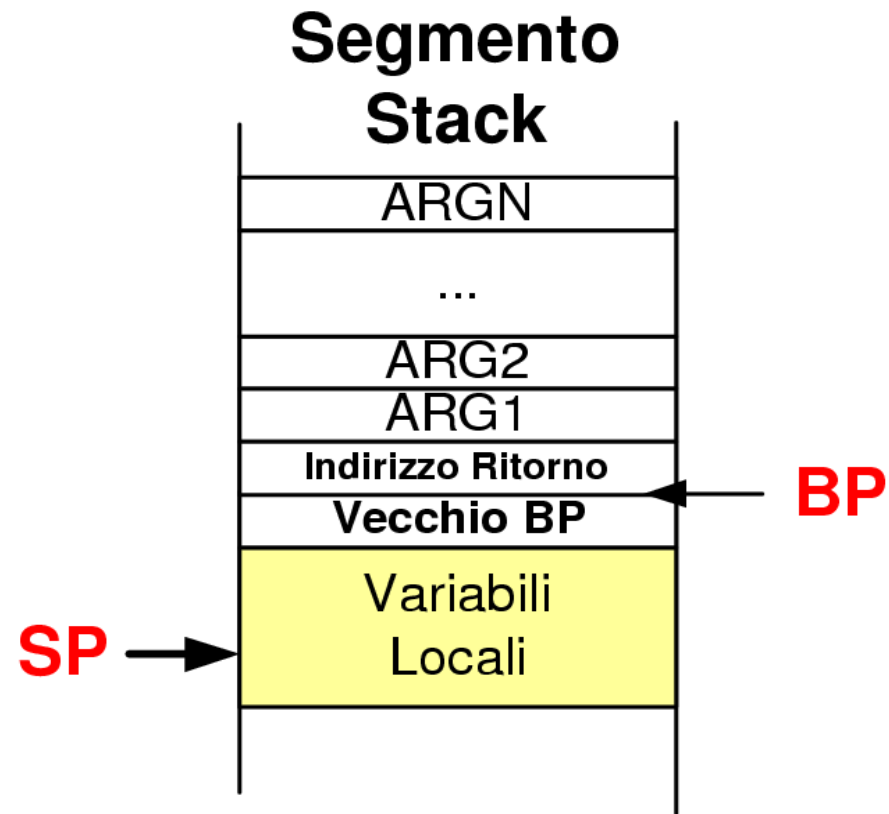 Segmento
Stack
ARGN
...
ARG2
ARG1
Indirizzo Ritorno
BP
Vecchio BP
Variabili
SP
Locali